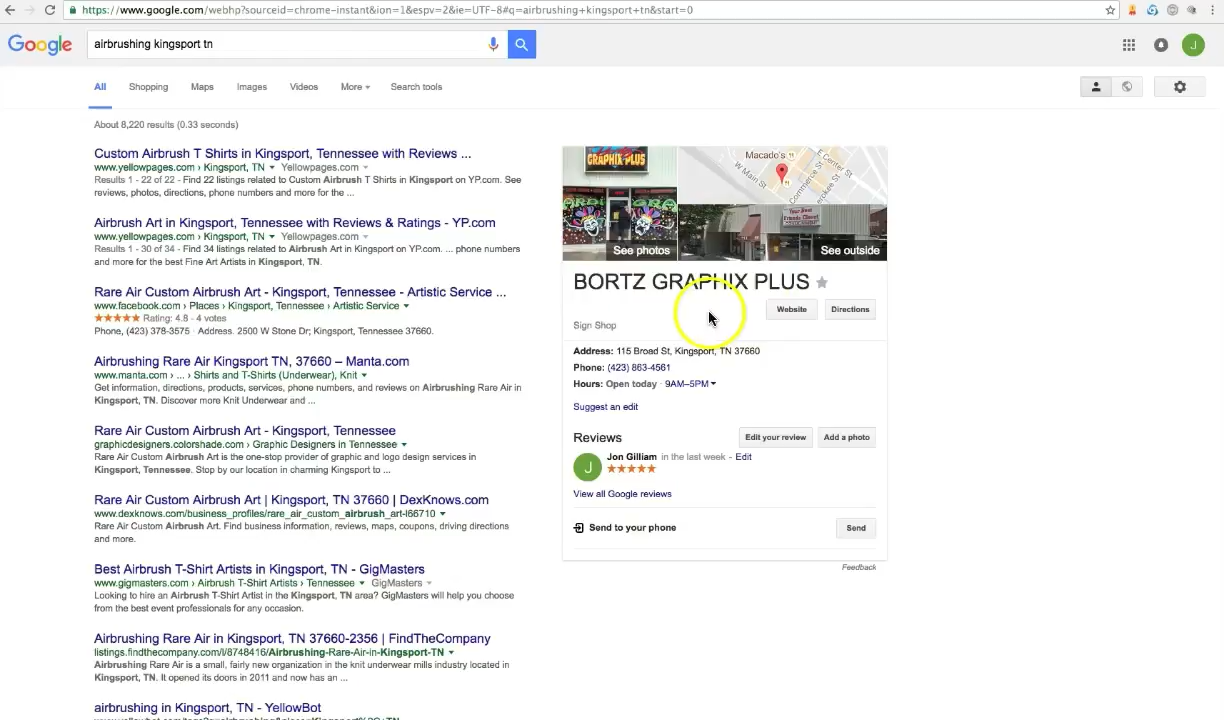 https://www.google.com/webhp?sourceid=chrome-instant&ion=1&espv=2&ie=UTF-8#q=airbrushing+kingsport+tn&start=0
Google
airbrushing kingsport tn
J
All Shopping Maps Images Videos More Search tools
About 8,220 results (0.33 seconds)
Custom Airbrush T Shirts in Kingsport, Tennessee with Reviews ...
www.yellowpages.com › Kingsport, TN Yellowpages.com
Results 1 - 22 of 22 - Find 22 listings related to Custom Airbrush T Shirts in Kingsport on YP.com. See
reviews, photos, directions, phone numbers and more for the ...
Airbrush Art in Kingsport, Tennessee with Reviews & Ratings - YP.com
www.yellowpages.com › Kingsport, TN Yellowpages.com
Results 1 - 30 of 34 - Find 34 listings related to Airbrush Art in Kingsport on YP.com. ... phone numbers
and more for the best Fine Art Artists in Kingsport, TN.
Rare Air Custom Airbrush Art - Kingsport, Tennessee - Artistic Service ...
www.facebook.com › Places › Kingsport, Tennessee › Artistic Service
Rating: 4.8 - 4 votes
Phone, (423) 378-3575 · Address. 2500 W Stone Dr; Kingsport, Tennessee 37660.
Airbrushing Rare Air Kingsport TN, 37660 – Manta.com
www.manta.com › ... › Shirts and T-Shirts (Underwear), Knit
Get information, directions, products, services, phone numbers, and reviews on Airbrushing Rare Air in
Kingsport, TN. Discover more Knit Underwear and ...
Rare Air Custom Airbrush Art - Kingsport, Tennessee
graphicdesigners.colorshade.com › Graphic Designers in Tennessee
Rare Air Custom Airbrush Art is the one-stop provider of graphic and logo design services in
Kingsport, Tennessee. Stop by our location in charming Kingsport to ...
Rare Air Custom Airbrush Art | Kingsport, TN 37660 | DexKnows.com
www.dexknows.com/business_profiles/rare_air_custom_airbrush_art-l66710
Rare Air Custom Airbrush Art. Find business information, reviews, maps, coupons, driving directions
and more.
Best Airbrush T-Shirt Artists in Kingsport, TN - GigMasters
www.gigmasters.com › Airbrush T-Shirt Artists › Tennessee GigMasters
Looking to hire an Airbrush T-Shirt Artist in the Kingsport, TN area? GigMasters will help you choose
from the best event professionals for any occasion.
Airbrushing Rare Air in Kingsport, TN 37660-2356 | FindTheCompany
listings.findthecompany.com/l/8748416/Airbrushing-Rare-Air-in-Kingsport-TN
Airbrushing Rare Air is a small, fairly new organization in the knit underwear mills industry located in
Kingsport, TN. It opened its doors in 2011 and now has an ...
airbrushing in Kingsport, TN - YellowBot
GRAPHIX PLUS
Macado's
W Main St
Commerce St
E Center St
See photos
See outside
BORTZ GRAPHIX PLUS
Website Directions
Sign Shop
Address: 115 Broad St, Kingsport, TN 37660
Phone: (423) 863-4561
Hours: Open today · 9AM–5PM
Suggest an edit
Reviews Edit your review Add a photo
J Jon Gilliam in the last week - Edit
View all Google reviews
Send to your phone Send
Feedback